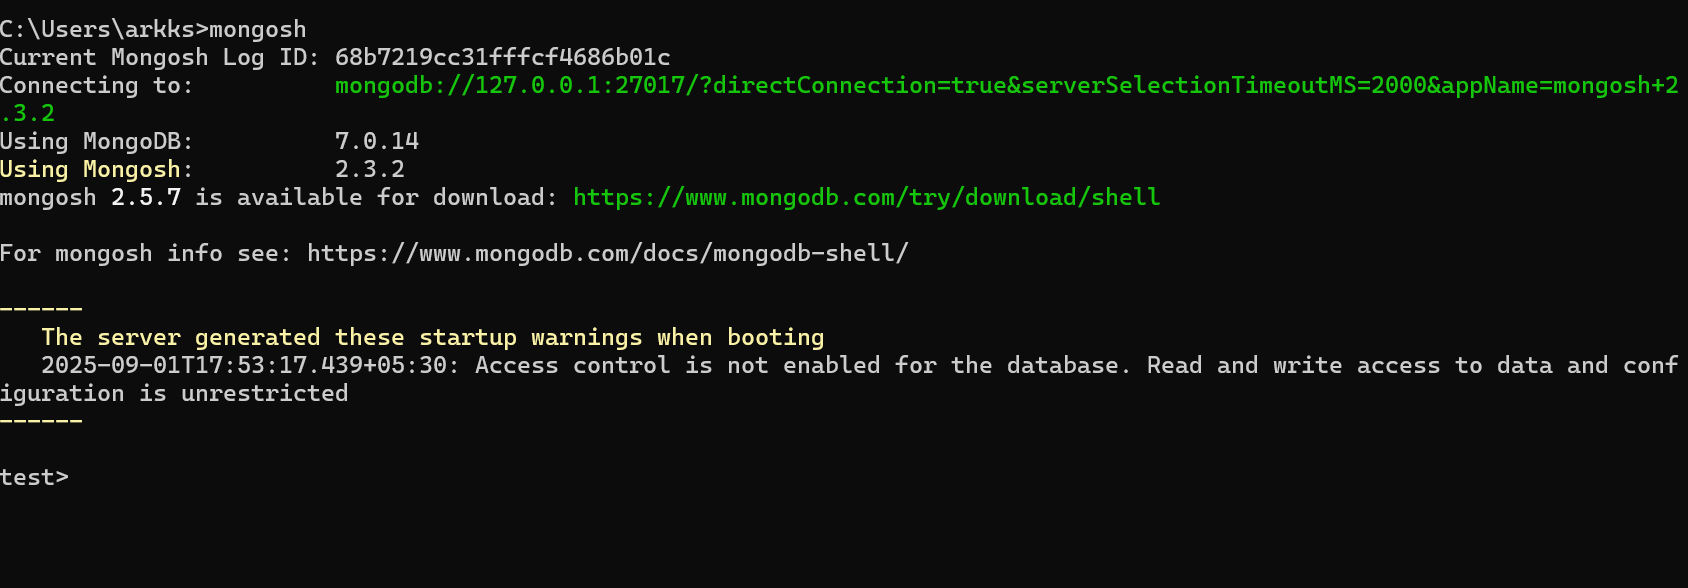 C:\Users\arkks>mongosh
Current Mongosh Log ID: 68b7219cc31fffcf4686b01c
Connecting to:          mongodb://127.0.0.1:27017/?directConnection=true&serverSelectionTimeoutMS=2000&appName=mongosh+2
.3.2
Using MongoDB:          7.0.14
Using Mongosh:          2.3.2
mongosh 2.5.7 is available for download: https://www.mongodb.com/try/download/shell
For mongosh info see: https://www.mongodb.com/docs/mongodb-shell/
------
   The server generated these startup warnings when booting
   2025-09-01T17:53:17.439+05:30: Access control is not enabled for the database. Read and write access to data and conf
iguration is unrestricted
------
test>